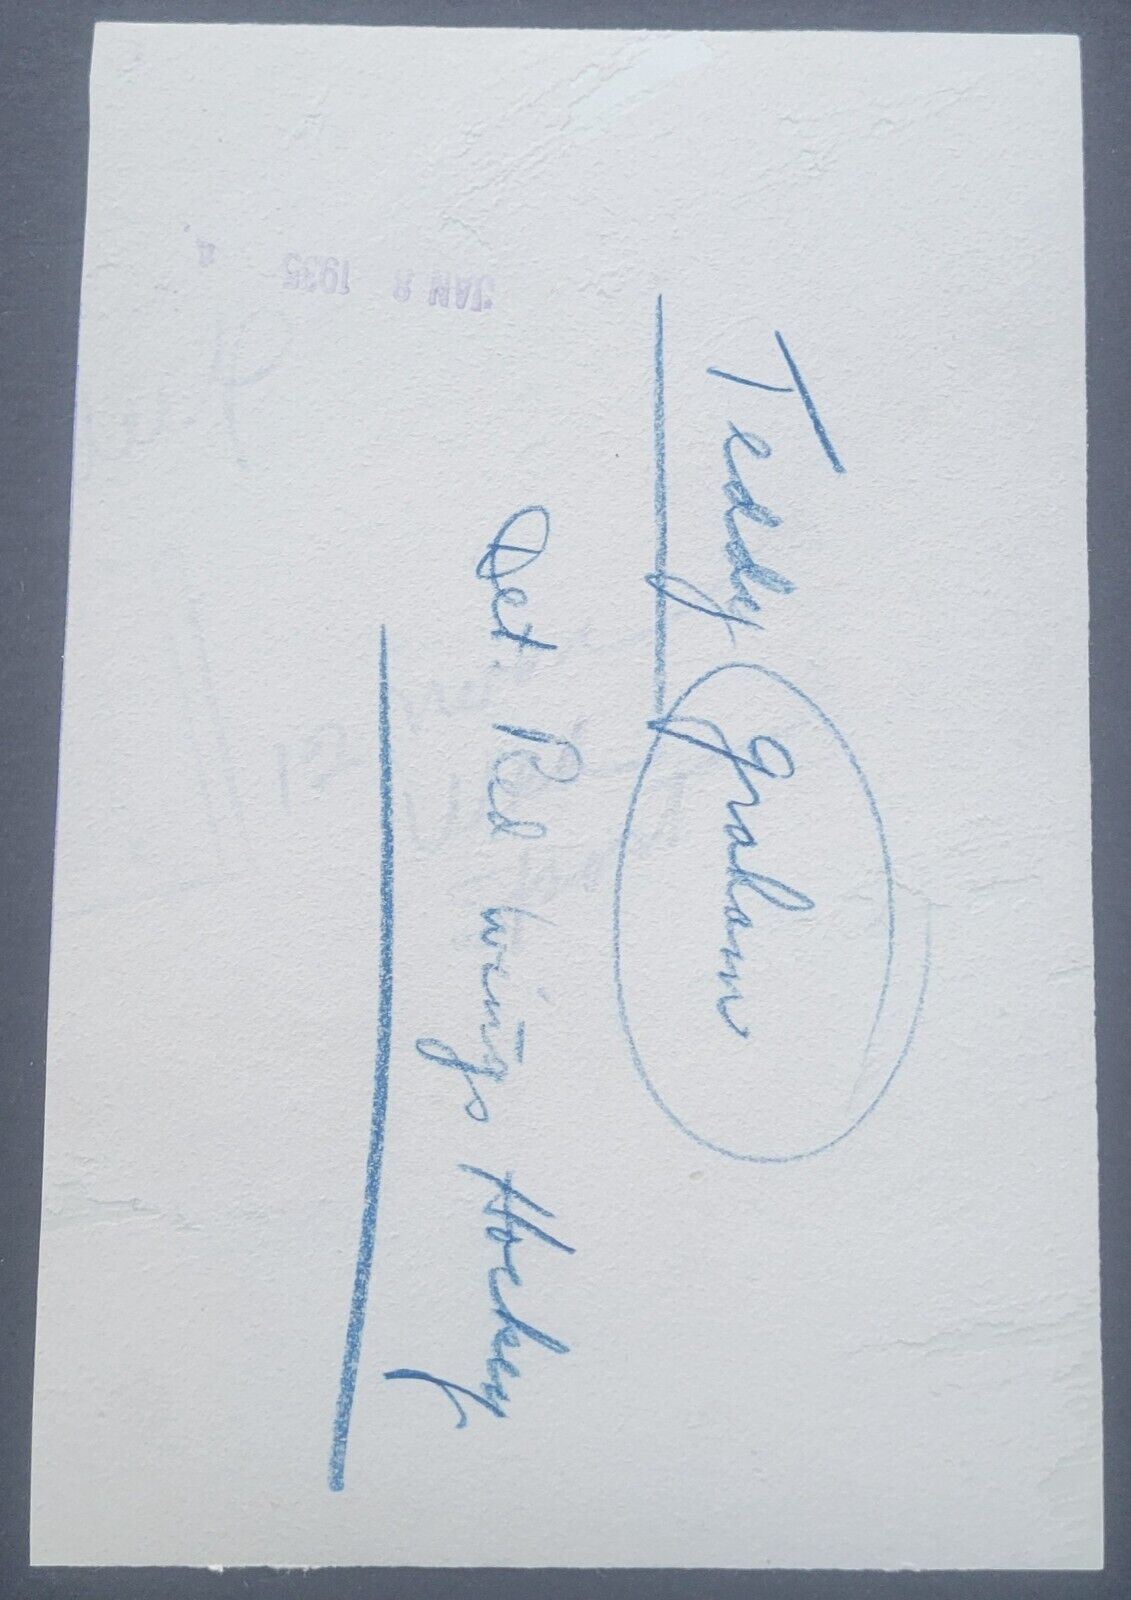 Teddy Graham
Det. Red Wings Hockey
JAN 8 1935